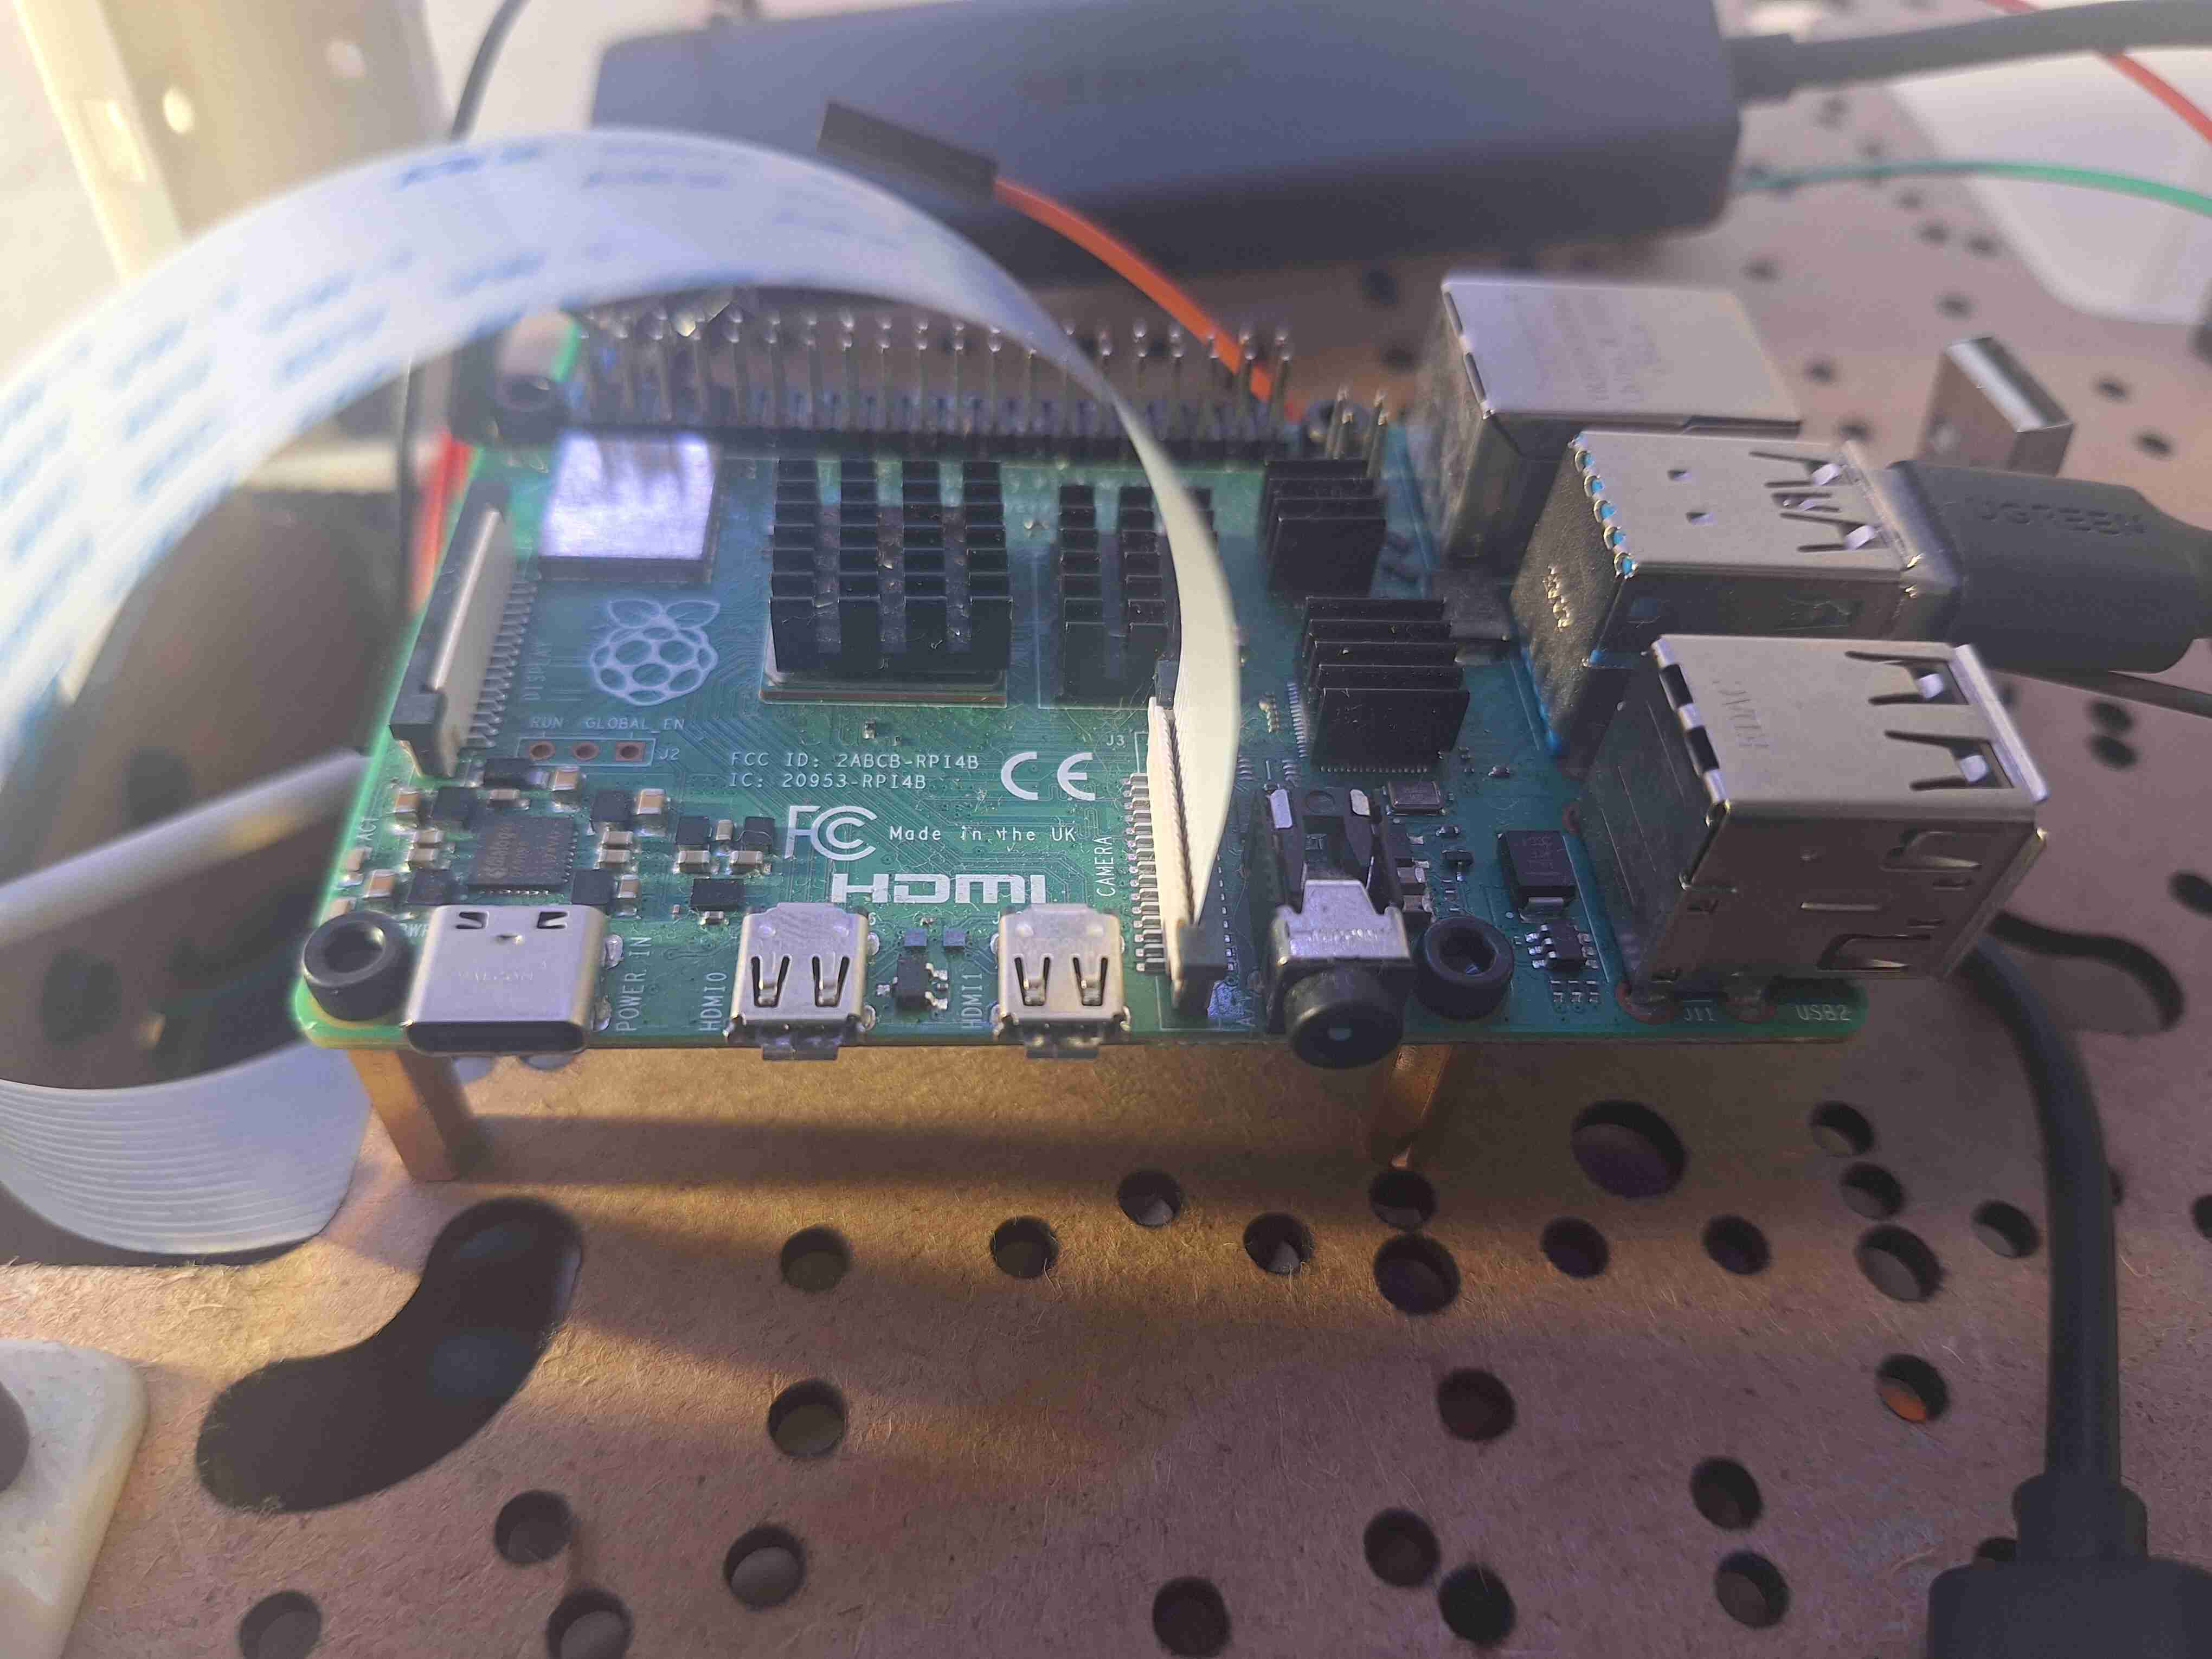 UGREEN
DISPLAY
RUN GLOBAL_EN
J2
J3
FCC ID: 2ABCB-RPI4B
IC: 20953-RPI4B
CE
FC
Made in the UK
HDMI
CAMERA
ACT
PWR
POWER IN
HDMI0
HDMI1
J11
USB2